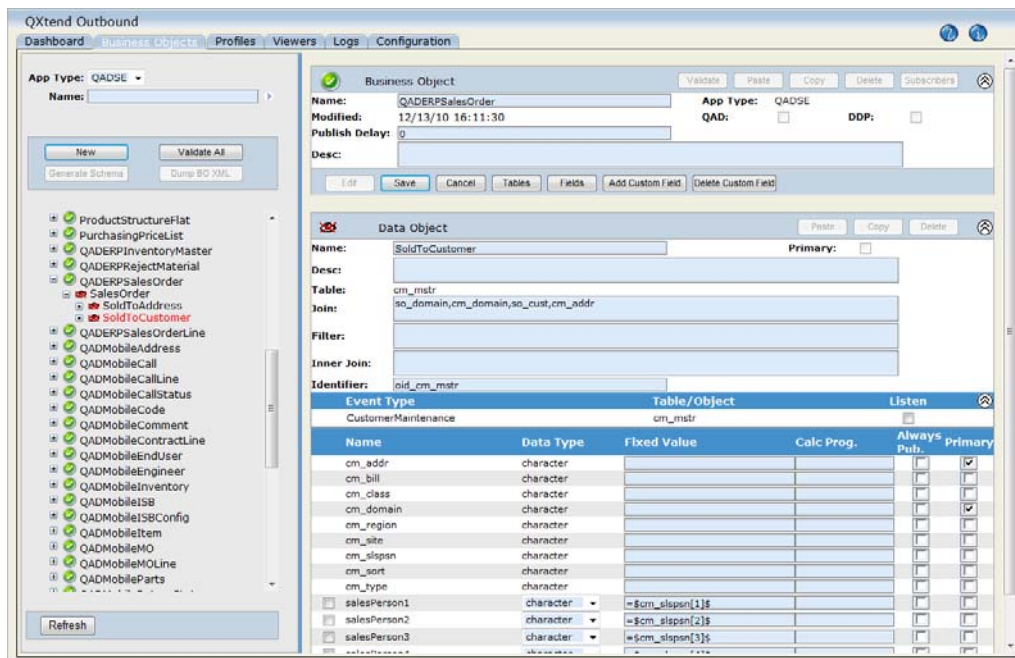 QXtend Outbound
Dashboard Business Objects Profiles Viewers Logs Configuration
App Type: QADSE
Name:
New Validate All
Generate Schema Dump BO XML
ProductStructureFlat
PurchasingPriceList
QADERPInventoryMaster
QADERPRejectMaterial
QADERPSalesOrder
SalesOrder
SoldToAddress
SoldToCustomer
QADERPSalesOrderLine
QADMobileAddress
QADMobileCall
QADMobileCallLine
QADMobileCallStatus
QADMobileCode
QADMobileComment
QADMobileContractLine
QADMobileEndUser
QADMobileEngineer
QADMobileInventory
QADMobileISB
QADMobileISBConfig
QADMobileItem
QADMobileMO
QADMobileMOLine
QADMobileParts
Refresh
Business Object Validate Paste Copy Delete Subscribers
Name: QADERPSalesOrder App Type: QADSE
Modified: 12/13/10 16:11:30 QAD: DDP:
Publish Delay: 0
Desc:
Edit Save Cancel Tables Fields Add Custom Field Delete Custom Field
Data Object Paste Copy Delete
Name: SoldToCustomer Primary:
Desc:
Table: cm_mstr
Join: so_domain,cm_domain,so_cust,cm_addr
Filter:
Inner Join:
Identifier: oid_cm_mstr
Event Type Table/Object Listen
CustomerMaintenance cm_mstr
Name Data Type Fixed Value Calc Prog. Always Pub. Primary
cm_addr character
cm_bill character
cm_class character
cm_domain character
cm_region character
cm_site character
cm_slspsn character
cm_sort character
cm_type character
salesPerson1 character =$cm_slspsn[1]$
salesPerson2 character =$cm_slspsn[2]$
salesPerson3 character =$cm_slspsn[3]$